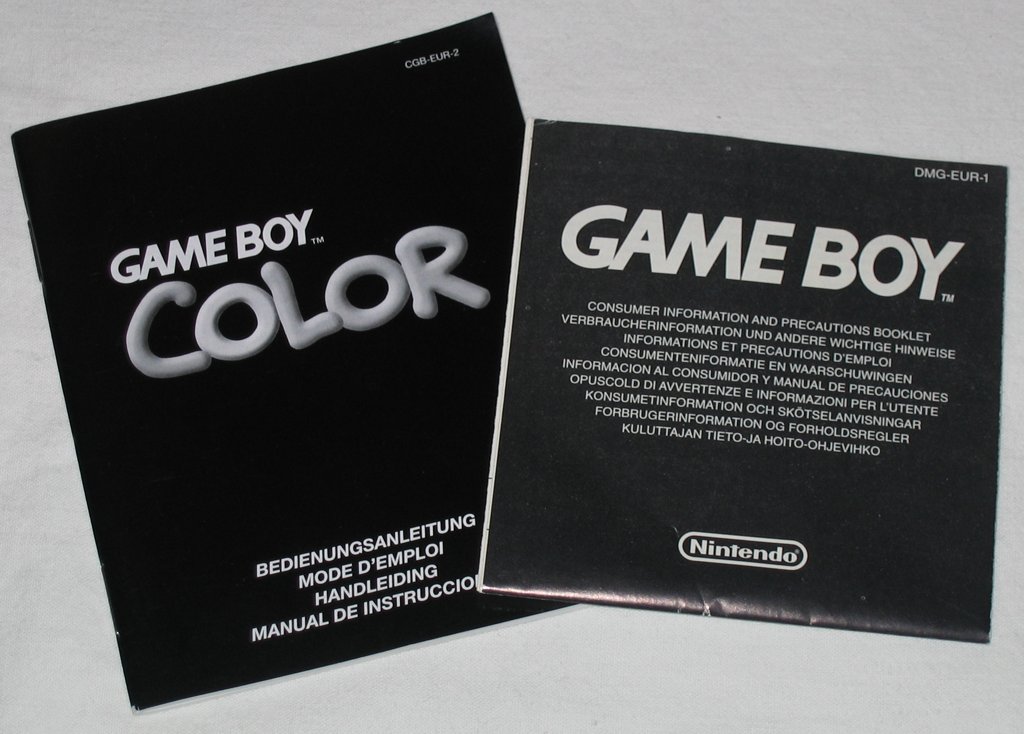 CGB-EUR-2
GAME BOY™
COLOR
BEDIENUNGSANLEITUNG
MODE D'EMPLOI
HANDLEIDING
MANUAL DE
DMG-EUR-1
GAME BOY™
CONSUMER INFORMATION AND PRECAUTIONS BOOKLET
VERBRAUCHERINFORMATION UND ANDERE WICHTIGE HINWEISE
INFORMATIONS ET PRECAUTIONS D'EMPLOI
CONSUMENTENIFORMATIE EN WAARSCHUWINGEN
INFORMACION AL CONSUMIDOR Y MANUAL DE PRECAUCIONES
OPUSCOLD DI AVVERTENZE E INFORMAZIONI PER L'UTENTE
KONSUMETINFORMATION OCH SKÖTSELANVISNINGAR
FORBRUGERINFORMATION OG FORHOLDSREGLER
KULUTTAJAN TIETO-JA HOITO-OHJEVIHKO
Nintendo®